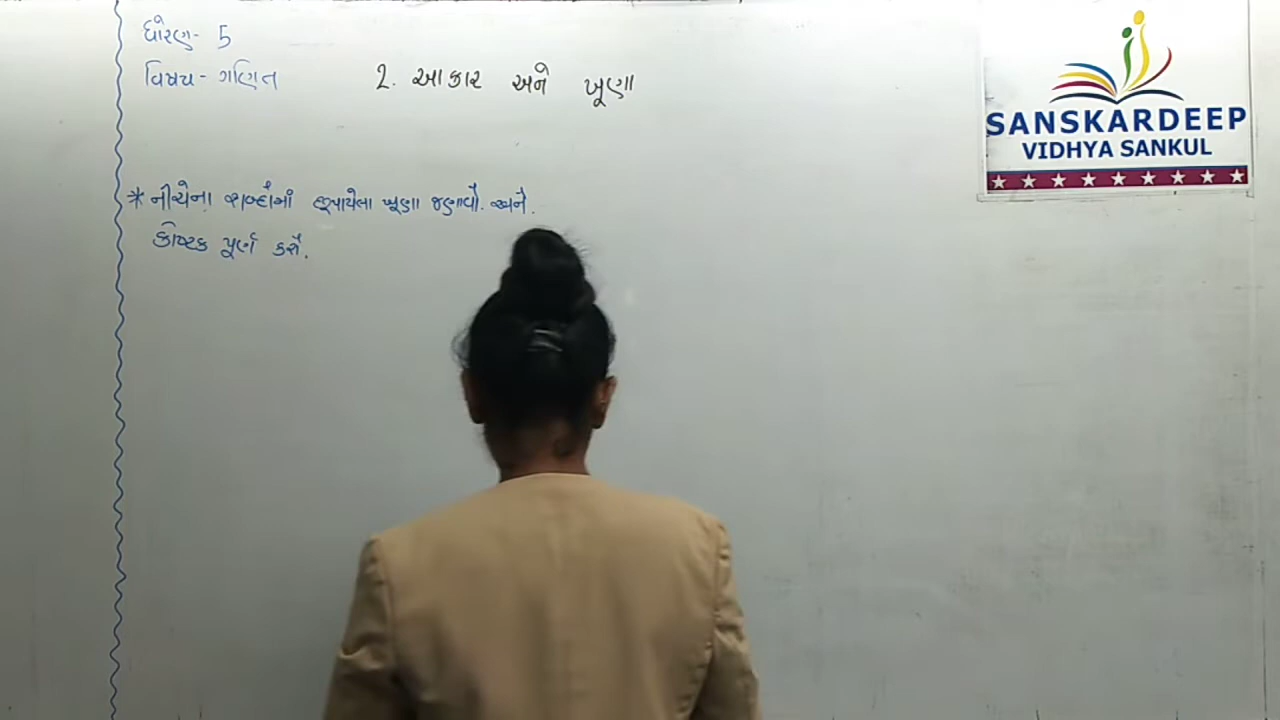 ધોરણ- 5
વિષય - ગણિત
2. આકાર અને ખૂણા
* નીચેના શબ્દોમાં છૂપાયેલા ખૂણા જણાવો. અને.
કોષ્ટક પૂર્ણ કરો.
SANSKARDEEP
VIDHYA SANKUL